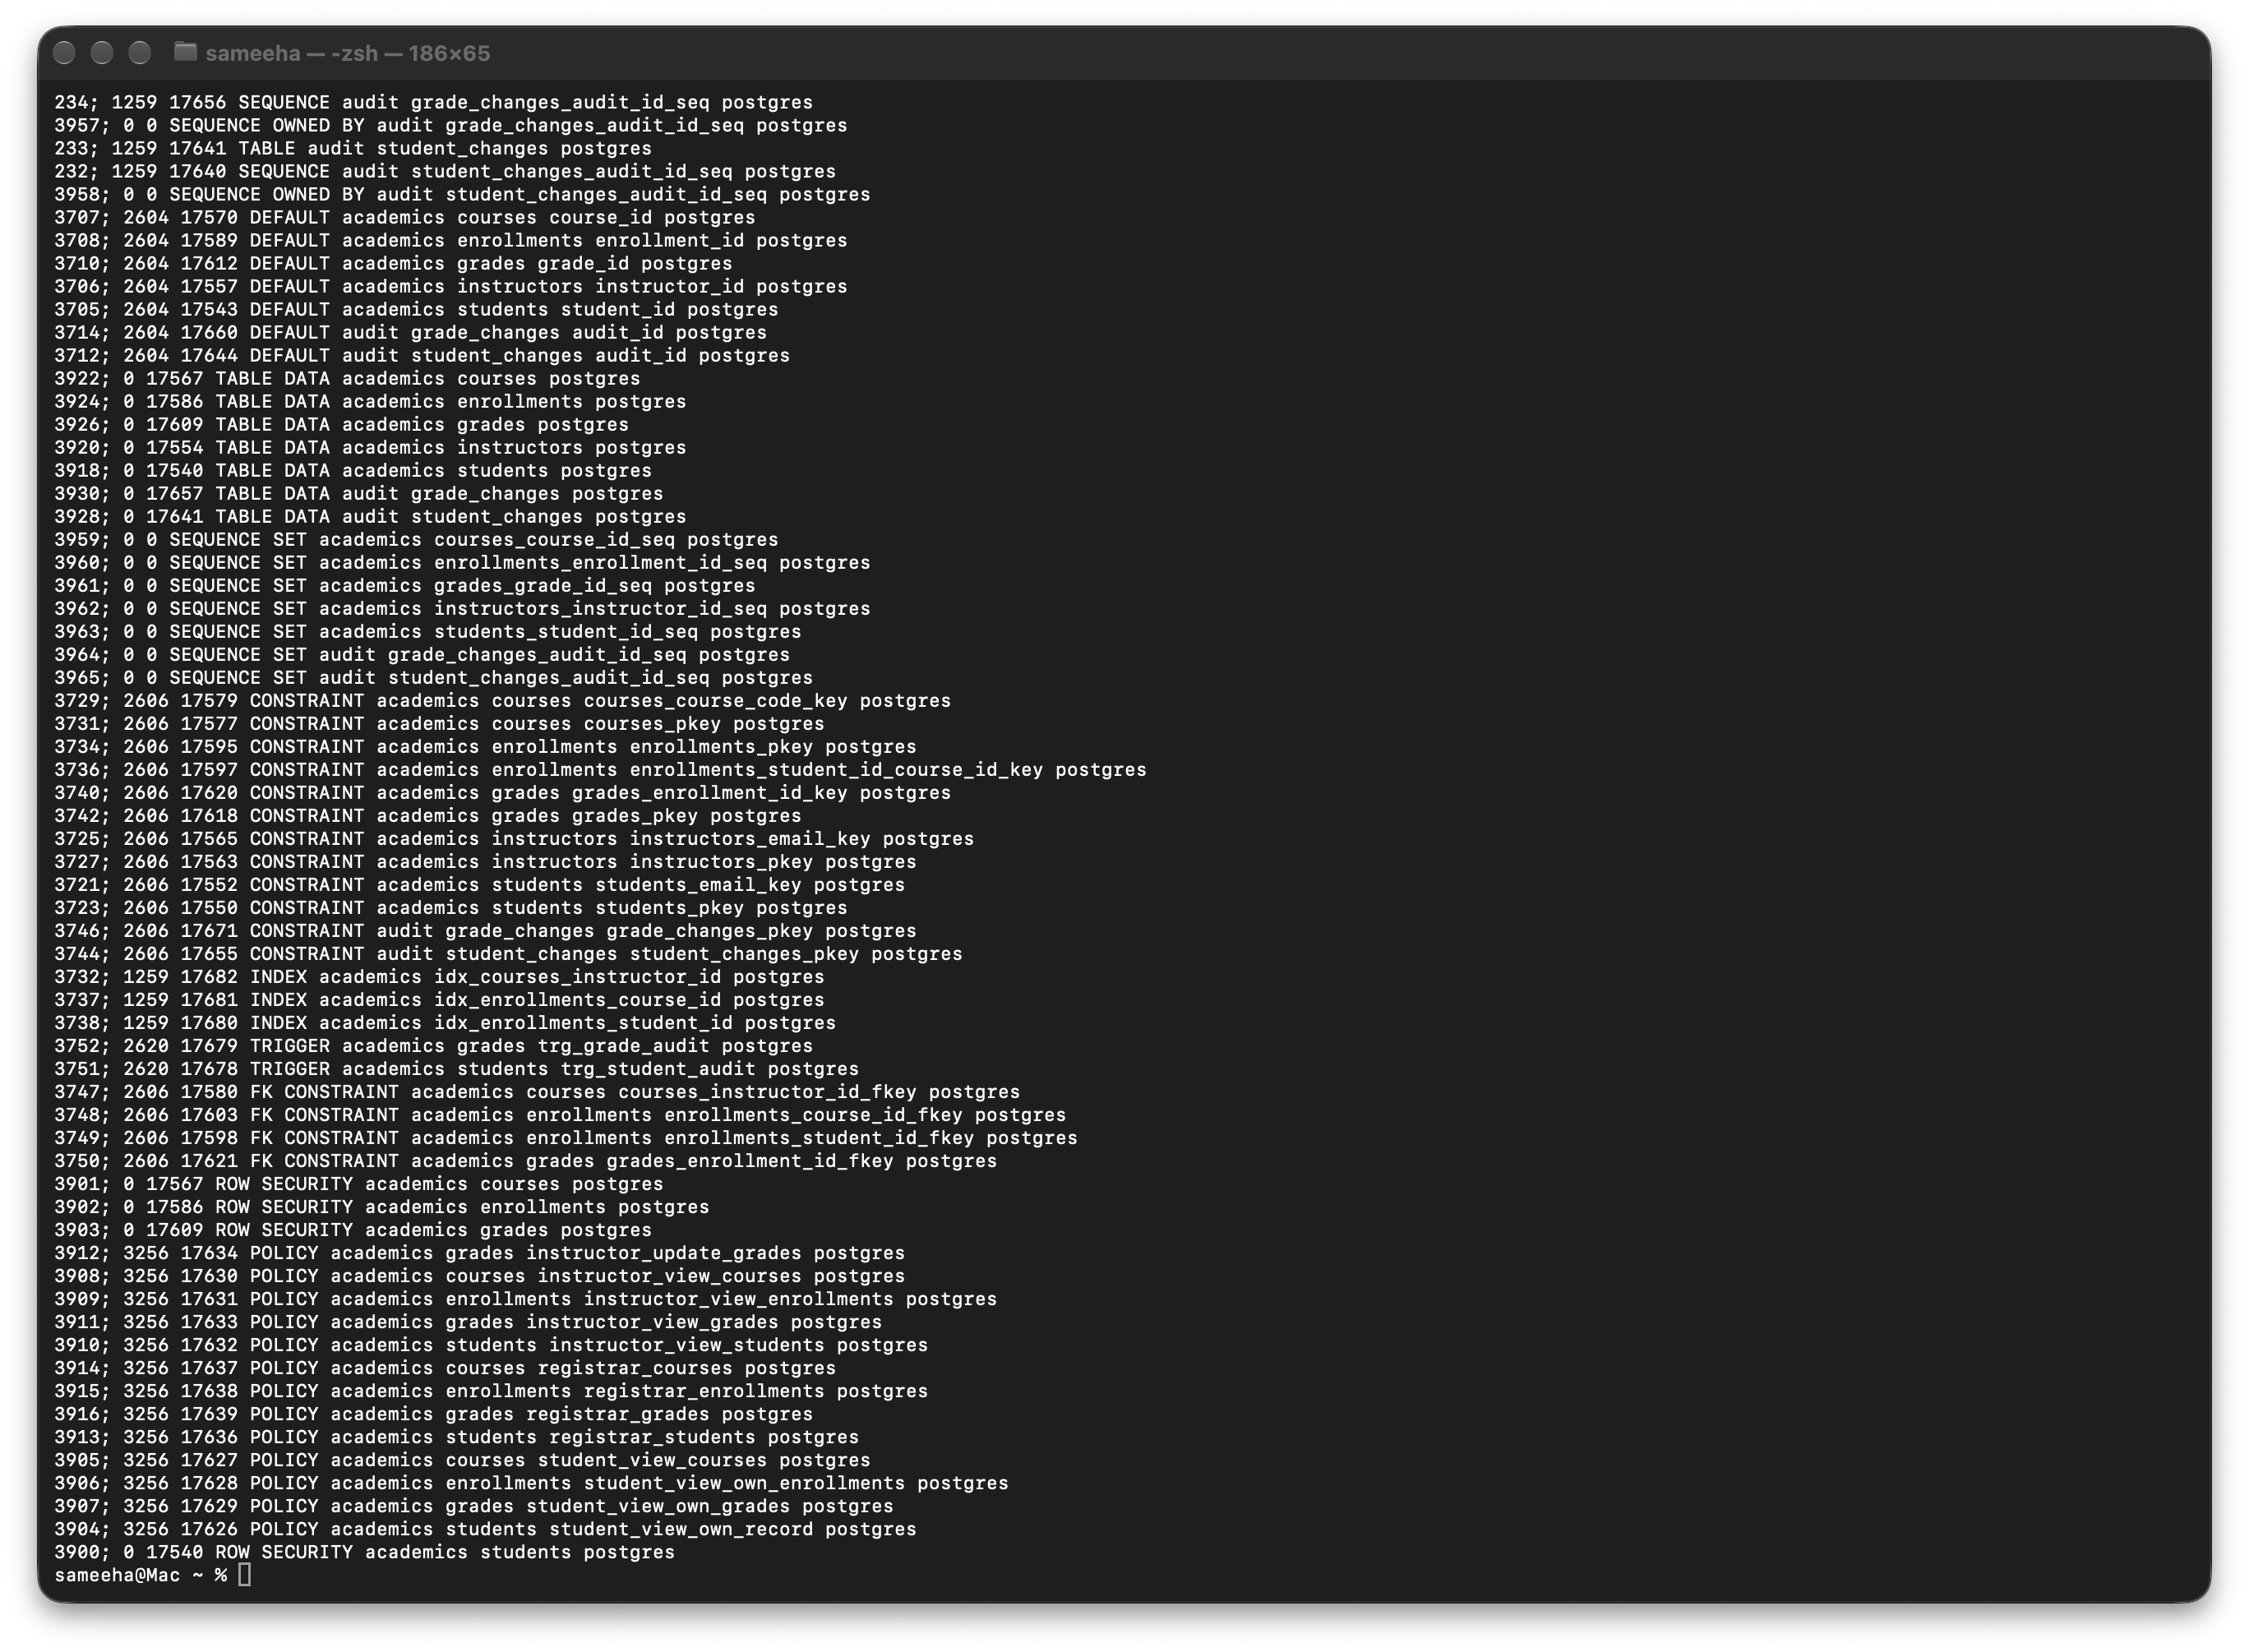 sameeha — -zsh — 186×65
234; 1259 17656 SEQUENCE audit grade_changes_audit_id_seq postgres
3957; 0 0 SEQUENCE OWNED BY audit grade_changes_audit_id_seq postgres
233; 1259 17641 TABLE audit student_changes postgres
232; 1259 17640 SEQUENCE audit student_changes_audit_id_seq postgres
3958; 0 0 SEQUENCE OWNED BY audit student_changes_audit_id_seq postgres
3707; 2604 17570 DEFAULT academics courses course_id postgres
3708; 2604 17589 DEFAULT academics enrollments enrollment_id postgres
3710; 2604 17612 DEFAULT academics grades grade_id postgres
3706; 2604 17557 DEFAULT academics instructors instructor_id postgres
3705; 2604 17543 DEFAULT academics students student_id postgres
3714; 2604 17660 DEFAULT audit grade_changes audit_id postgres
3712; 2604 17644 DEFAULT audit student_changes audit_id postgres
3922; 0 17567 TABLE DATA academics courses postgres
3924; 0 17586 TABLE DATA academics enrollments postgres
3926; 0 17609 TABLE DATA academics grades postgres
3920; 0 17554 TABLE DATA academics instructors postgres
3918; 0 17540 TABLE DATA academics students postgres
3930; 0 17657 TABLE DATA audit grade_changes postgres
3928; 0 17641 TABLE DATA audit student_changes postgres
3959; 0 0 SEQUENCE SET academics courses_course_id_seq postgres
3960; 0 0 SEQUENCE SET academics enrollments_enrollment_id_seq postgres
3961; 0 0 SEQUENCE SET academics grades_grade_id_seq postgres
3962; 0 0 SEQUENCE SET academics instructors_instructor_id_seq postgres
3963; 0 0 SEQUENCE SET academics students_student_id_seq postgres
3964; 0 0 SEQUENCE SET audit grade_changes_audit_id_seq postgres
3965; 0 0 SEQUENCE SET audit student_changes_audit_id_seq postgres
3729; 2606 17579 CONSTRAINT academics courses courses_course_code_key postgres
3731; 2606 17577 CONSTRAINT academics courses courses_pkey postgres
3734; 2606 17595 CONSTRAINT academics enrollments enrollments_pkey postgres
3736; 2606 17597 CONSTRAINT academics enrollments enrollments_student_id_course_id_key postgres
3740; 2606 17620 CONSTRAINT academics grades grades_enrollment_id_key postgres
3742; 2606 17618 CONSTRAINT academics grades grades_pkey postgres
3725; 2606 17565 CONSTRAINT academics instructors instructors_email_key postgres
3727; 2606 17563 CONSTRAINT academics instructors instructors_pkey postgres
3721; 2606 17552 CONSTRAINT academics students students_email_key postgres
3723; 2606 17550 CONSTRAINT academics students students_pkey postgres
3746; 2606 17671 CONSTRAINT audit grade_changes grade_changes_pkey postgres
3744; 2606 17655 CONSTRAINT audit student_changes student_changes_pkey postgres
3732; 1259 17682 INDEX academics idx_courses_instructor_id postgres
3737; 1259 17681 INDEX academics idx_enrollments_course_id postgres
3738; 1259 17680 INDEX academics idx_enrollments_student_id postgres
3752; 2620 17679 TRIGGER academics grades trg_grade_audit postgres
3751; 2620 17678 TRIGGER academics students trg_student_audit postgres
3747; 2606 17580 FK CONSTRAINT academics courses courses_instructor_id_fkey postgres
3748; 2606 17603 FK CONSTRAINT academics enrollments enrollments_course_id_fkey postgres
3749; 2606 17598 FK CONSTRAINT academics enrollments enrollments_student_id_fkey postgres
3750; 2606 17621 FK CONSTRAINT academics grades grades_enrollment_id_fkey postgres
3901; 0 17567 ROW SECURITY academics courses postgres
3902; 0 17586 ROW SECURITY academics enrollments postgres
3903; 0 17609 ROW SECURITY academics grades postgres
3912; 3256 17634 POLICY academics grades instructor_update_grades postgres
3908; 3256 17630 POLICY academics courses instructor_view_courses postgres
3909; 3256 17631 POLICY academics enrollments instructor_view_enrollments postgres
3911; 3256 17633 POLICY academics grades instructor_view_grades postgres
3910; 3256 17632 POLICY academics students instructor_view_students postgres
3914; 3256 17637 POLICY academics courses registrar_courses postgres
3915; 3256 17638 POLICY academics enrollments registrar_enrollments postgres
3916; 3256 17639 POLICY academics grades registrar_grades postgres
3913; 3256 17636 POLICY academics students registrar_students postgres
3905; 3256 17627 POLICY academics courses student_view_courses postgres
3906; 3256 17628 POLICY academics enrollments student_view_own_enrollments postgres
3907; 3256 17629 POLICY academics grades student_view_own_grades postgres
3904; 3256 17626 POLICY academics students student_view_own_record postgres
3900; 0 17540 ROW SECURITY academics students postgres
sameeha@Mac ~ %